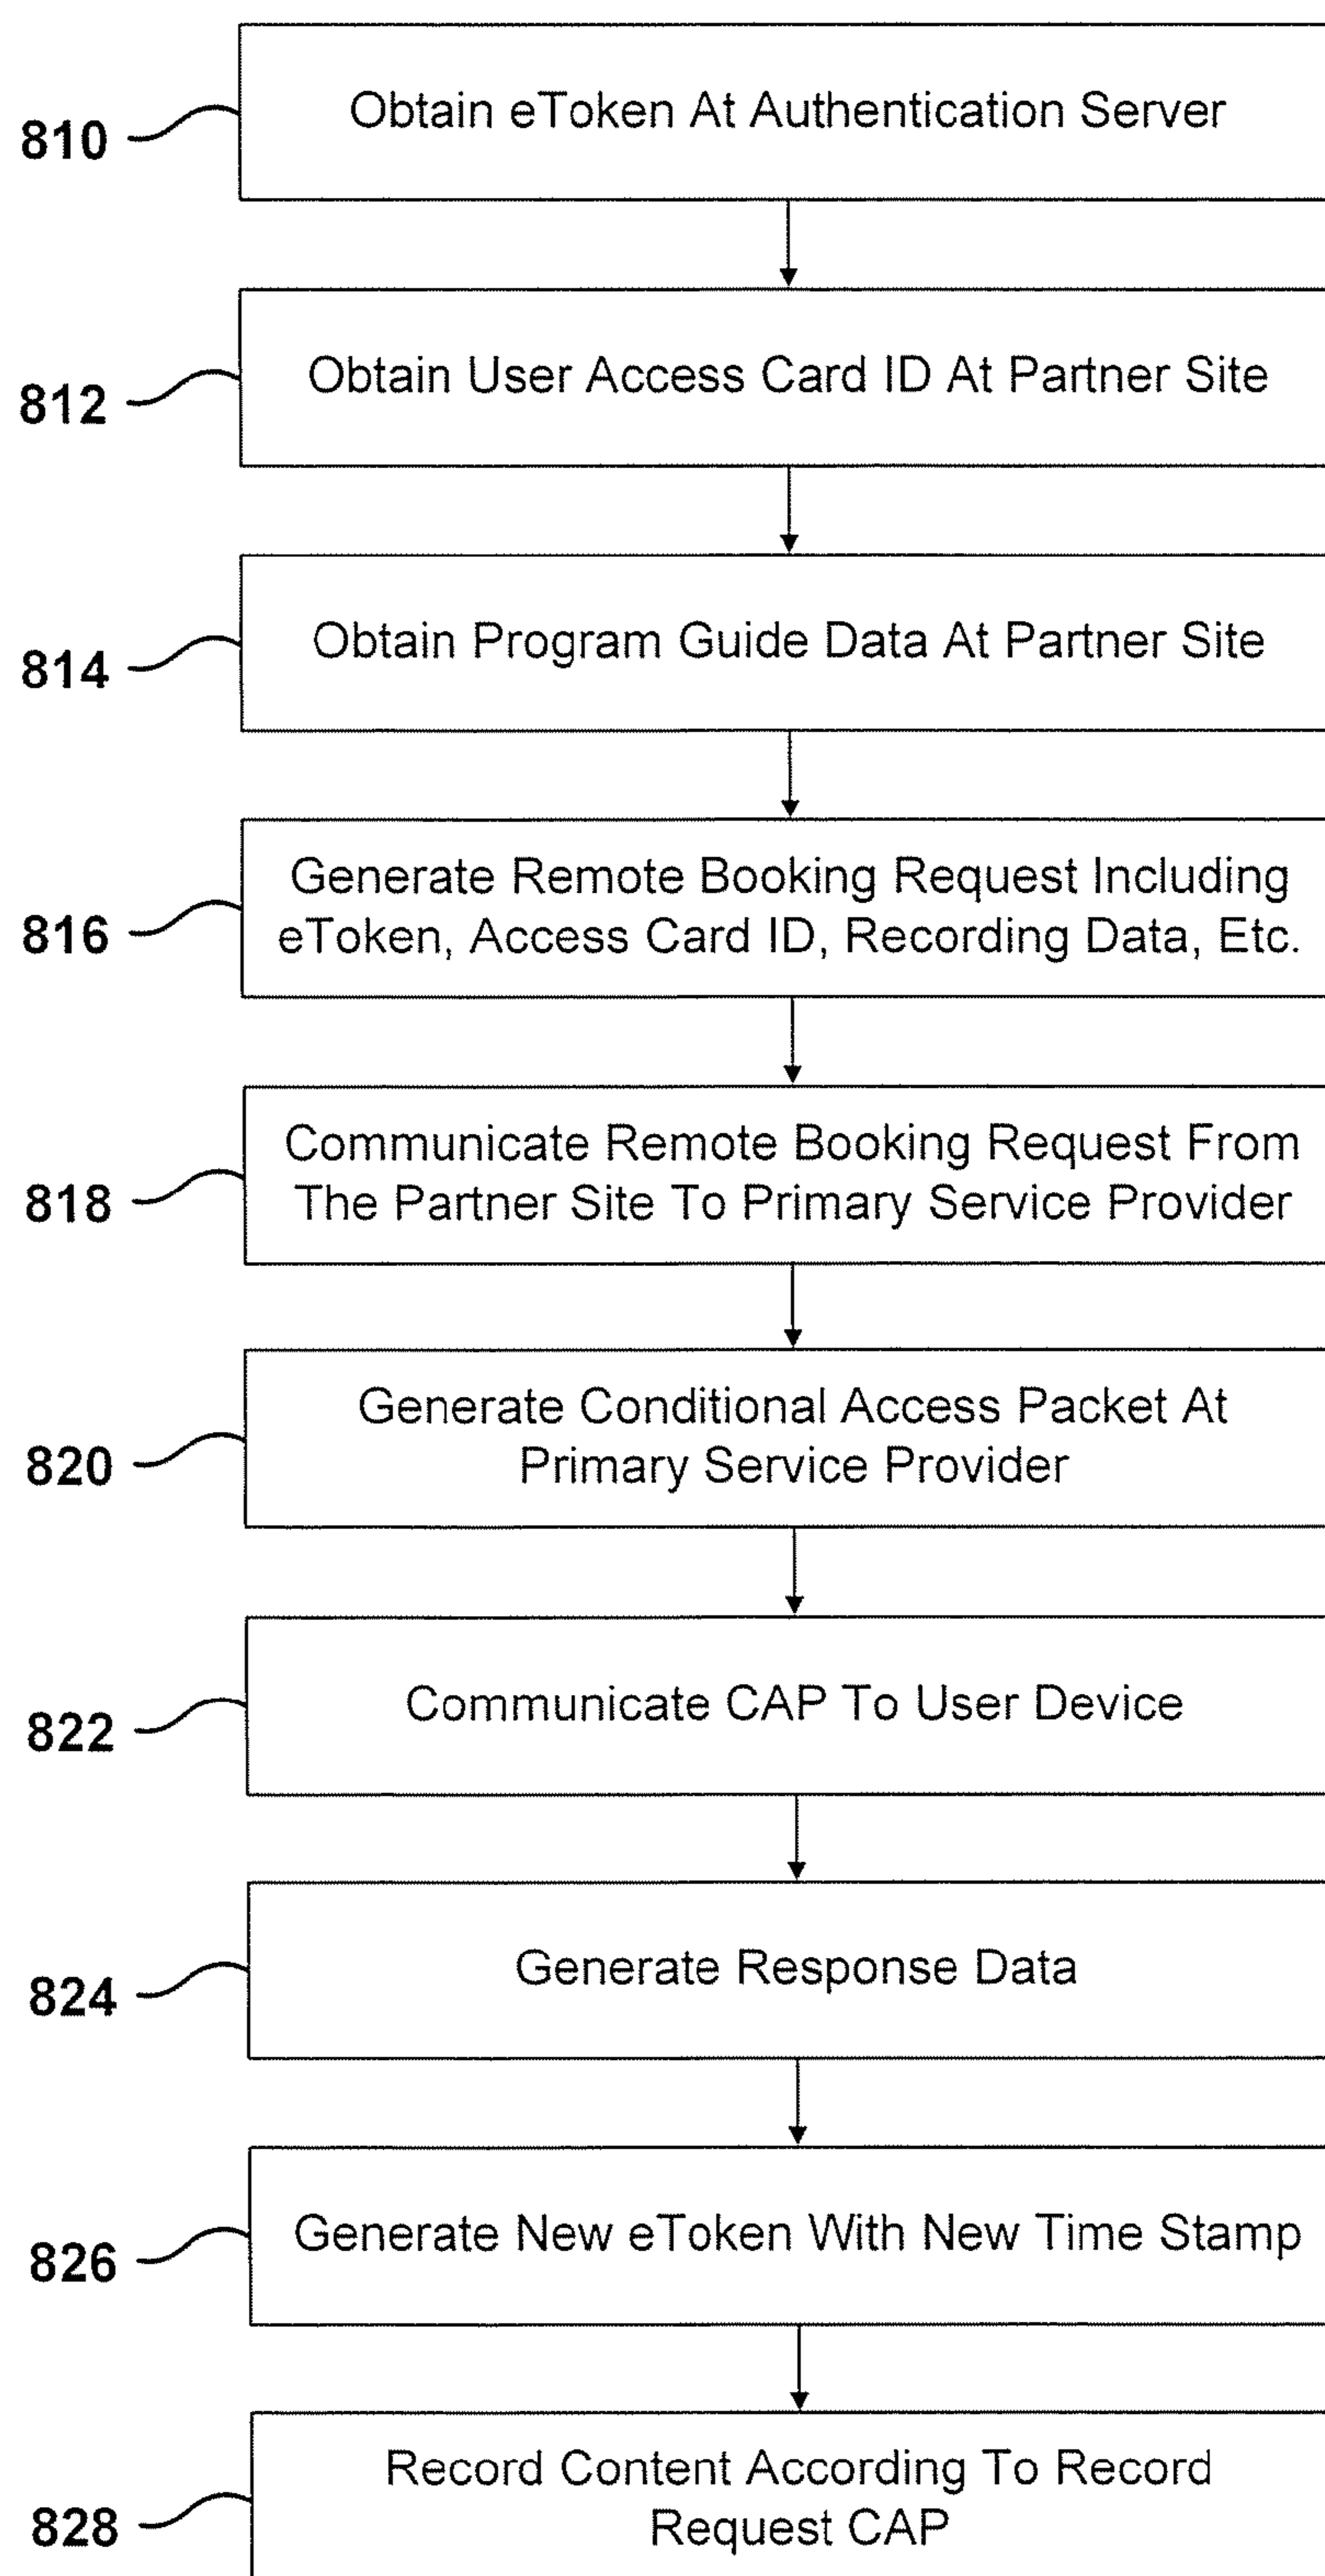 810
Obtain eToken At Authentication Server
812
Obtain User Access Card ID At Partner Site
814
Obtain Program Guide Data At Partner Site
816
Generate Remote Booking Request Including
eToken, Access Card ID, Recording Data, Etc.
818
Communicate Remote Booking Request From
The Partner Site To Primary Service Provider
820
Generate Conditional Access Packet At
Primary Service Provider
822
Communicate CAP To User Device
824
Generate Response Data
826
Generate New eToken With New Time Stamp
828
Record Content According To Record
Request CAP